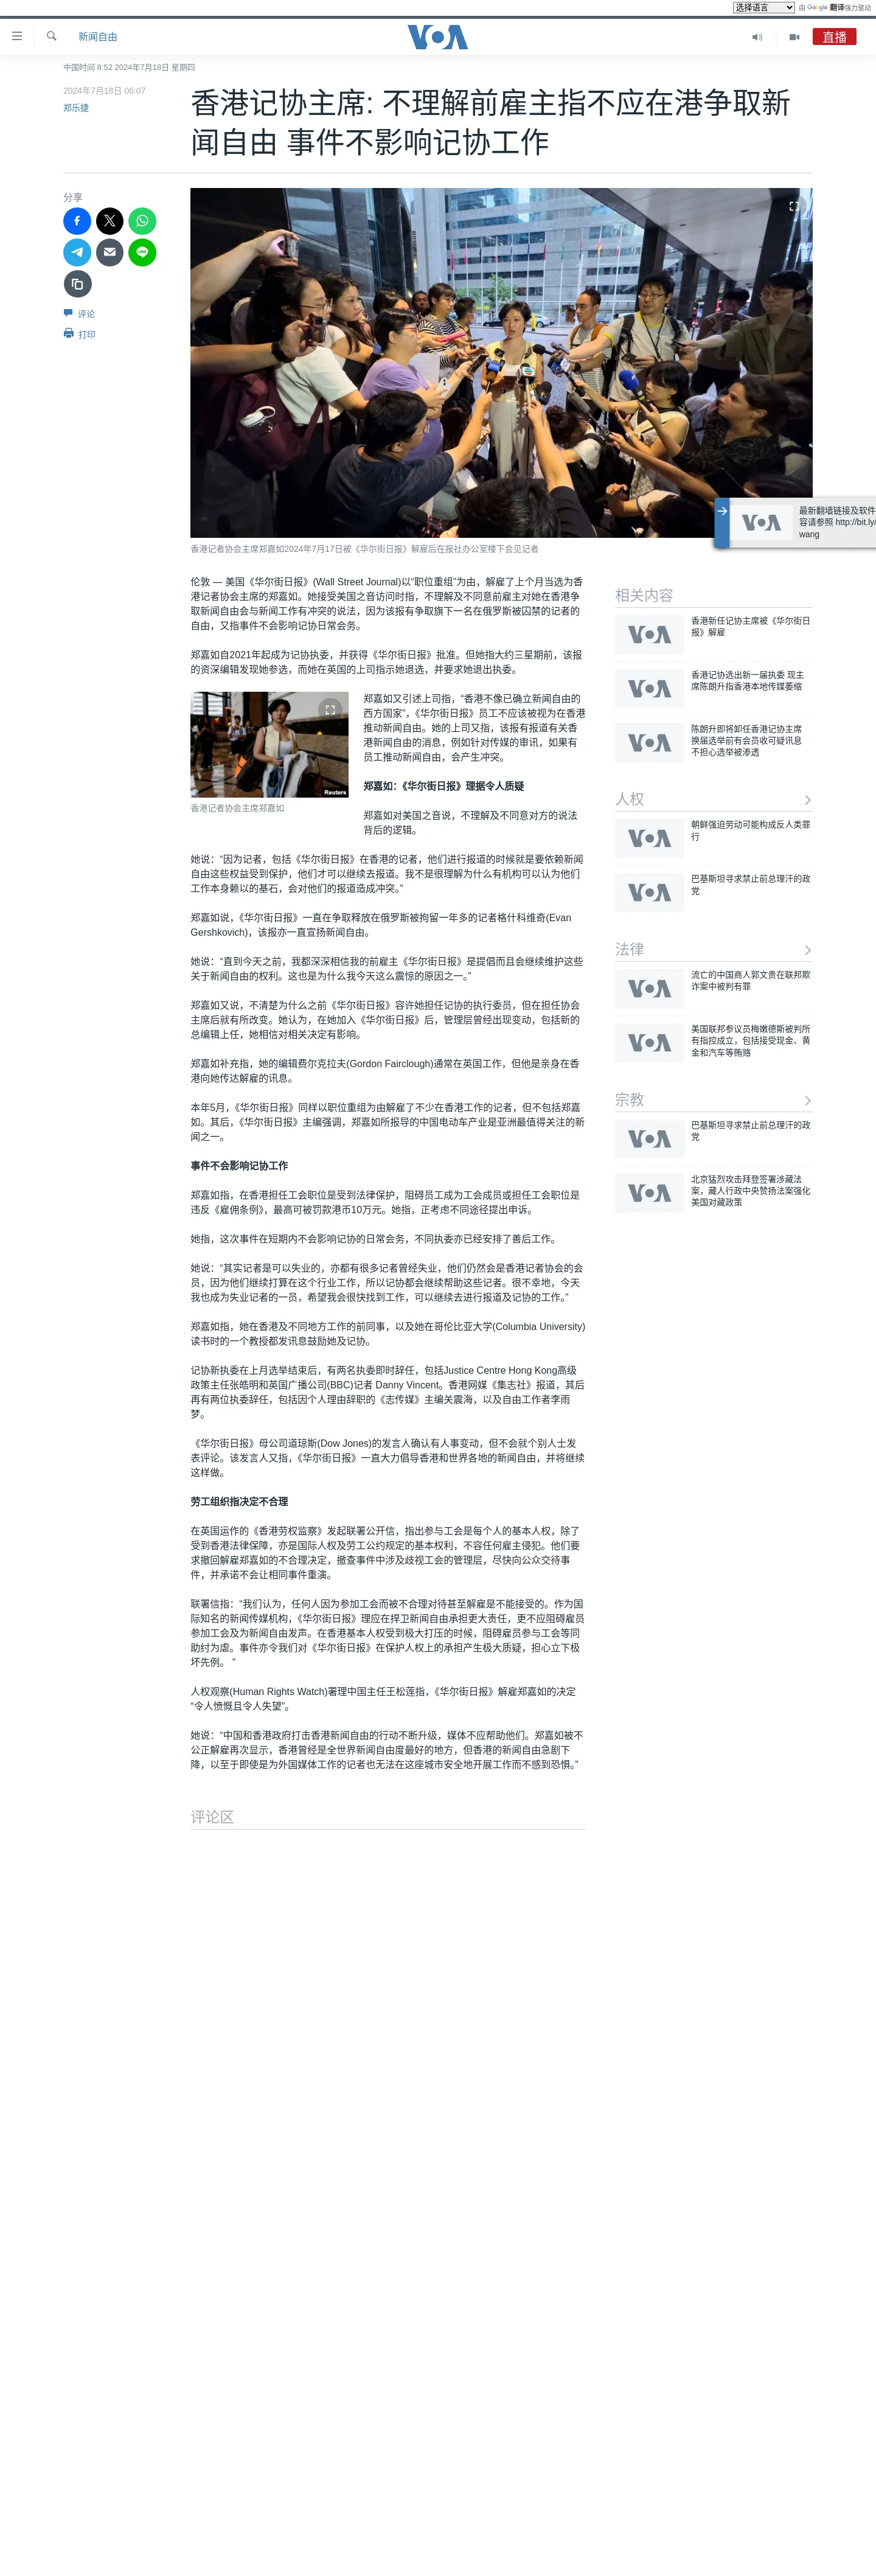 选择语言 由 Google 翻译强力驱动
新闻自由
VOA
直播
中国时间 8:52 2024年7月18日 星期四
2024年7月18日 06:07
郑乐捷
香港记协主席: 不理解前雇主指不应在港争取新
闻自由 事件不影响记协工作
分享
评论
打印
香港记者协会主席郑嘉如2024年7月17日被《华尔街日报》解雇后在报社办公室楼下会见记者
VOA
最新翻墙链接及软件
容请参照 http://bit.ly/
wang
伦敦 — 美国《华尔街日报》(Wall Street Journal)以“职位重组”为由，解雇了上个月当选为香
港记者协会主席的郑嘉如。她接受美国之音访问时指，不理解及不同意前雇主对她在香港争
取新闻自由会与新闻工作有冲突的说法，因为该报有争取旗下一名在俄罗斯被囚禁的记者的
自由，又指事件不会影响记协日常会务。
郑嘉如自2021年起成为记协执委，并获得《华尔街日报》批准。但她指大约三星期前，该报
的资深编辑发现她参选，而她在英国的上司指示她退选，并要求她退出执委。
Reuters
香港记者协会主席郑嘉如
郑嘉如又引述上司指，“香港不像已确立新闻自由的
西方国家”，《华尔街日报》员工不应该被视为在香港
推动新闻自由。她的上司又指，该报有报道有关香
港新闻自由的消息，例如针对传媒的审讯，如果有
员工推动新闻自由，会产生冲突。
郑嘉如:《华尔街日报》理据令人质疑
郑嘉如对美国之音说，不理解及不同意对方的说法
背后的逻辑。
她说：“因为记者，包括《华尔街日报》在香港的记者，他们进行报道的时候就是要依赖新闻
自由这些权益受到保护，他们才可以继续去报道。我不是很理解为什么有机构可以认为他们
工作本身赖以的基石，会对他们的报道造成冲突。”
郑嘉如说，《华尔街日报》一直在争取释放在俄罗斯被拘留一年多的记者格什科维奇(Evan
Gershkovich)，该报亦一直宣扬新闻自由。
她说：“直到今天之前，我都深深相信我的前雇主《华尔街日报》是提倡而且会继续维护这些
关于新闻自由的权利。这也是为什么我今天这么震惊的原因之一。”
郑嘉如又说，不清楚为什么之前《华尔街日报》容许她担任记协的执行委员，但在担任协会
主席后就有所改变。她认为，在她加入《华尔街日报》后，管理层曾经出现变动，包括新的
总编辑上任，她相信对相关决定有影响。
郑嘉如补充指，她的编辑费尔克拉夫(Gordon Fairclough)通常在英国工作，但他是亲身在香
港向她传达解雇的讯息。
本年5月，《华尔街日报》同样以职位重组为由解雇了不少在香港工作的记者，但不包括郑嘉
如。其后，《华尔街日报》主编强调，郑嘉如所报导的中国电动车产业是亚洲最值得关注的新
闻之一。
事件不会影响记协工作
郑嘉如指，在香港担任工会职位是受到法律保护，阻碍员工成为工会成员或担任工会职位是
违反《雇佣条例》，最高可被罚款港币10万元。她指，正考虑不同途径提出申诉。
她指，这次事件在短期内不会影响记协的日常会务，不同执委亦已经安排了善后工作。
她说：“其实记者是可以失业的，亦都有很多记者曾经失业，他们仍然会是香港记者协会的会
员，因为他们继续打算在这个行业工作，所以记协都会继续帮助这些记者。很不幸地，今天
我也成为失业记者的一员，希望我会很快找到工作，可以继续去进行报道及记协的工作。”
郑嘉如指，她在香港及不同地方工作的前同事，以及她在哥伦比亚大学(Columbia University)
读书时的一个教授都发讯息鼓励她及记协。
记协新执委在上月选举结束后，有两名执委即时辞任，包括Justice Centre Hong Kong高级
政策主任张皓明和英国广播公司(BBC)记者 Danny Vincent。香港网媒《集志社》报道，其后
再有两位执委辞任，包括因个人理由辞职的《志传媒》主编关震海，以及自由工作者李雨
梦。
《华尔街日报》母公司道琼斯(Dow Jones)的发言人确认有人事变动，但不会就个别人士发
表评论。该发言人又指，《华尔街日报》一直大力倡导香港和世界各地的新闻自由，并将继续
这样做。
劳工组织指决定不合理
在英国运作的《香港劳权监察》发起联署公开信，指出参与工会是每个人的基本人权，除了
受到香港法律保障，亦是国际人权及劳工公约规定的基本权利，不容任何雇主侵犯。他们要
求撤回解雇郑嘉如的不合理决定，撤查事件中涉及歧视工会的管理层，尽快向公众交待事
件，并承诺不会让相同事件重演。
联署信指：“我们认为，任何人因为参加工会而被不合理对待甚至解雇是不能接受的。作为国
际知名的新闻传媒机构，《华尔街日报》理应在捍卫新闻自由承担更大责任，更不应阻碍雇员
参加工会及为新闻自由发声。在香港基本人权受到极大打压的时候，阻碍雇员参与工会等同
助纣为虐。事件亦令我们对《华尔街日报》在保护人权上的承担产生极大质疑，担心立下极
坏先例。 ”
人权观察(Human Rights Watch)署理中国主任王松莲指，《华尔街日报》解雇郑嘉如的决定
“令人愤慨且令人失望”。
她说：“中国和香港政府打击香港新闻自由的行动不断升级，媒体不应帮助他们。郑嘉如被不
公正解雇再次显示，香港曾经是全世界新闻自由度最好的地方，但香港的新闻自由急剧下
降，以至于即使是为外国媒体工作的记者也无法在这座城市安全地开展工作而不感到恐惧。”
评论区
相关内容
VOA
香港新任记协主席被《华尔街日
报》解雇
VOA
香港记协选出新一届执委 现主
席陈朗升指香港本地传媒萎缩
VOA
陈朗升即将卸任香港记协主席
换届选举前有会员收可疑讯息
不担心选举被渗透
人权
VOA
朝鲜强迫劳动可能构成反人类罪
行
VOA
巴基斯坦寻求禁止前总理汗的政
党
法律
VOA
流亡的中国商人郭文贵在联邦欺
诈案中被判有罪
VOA
美国联邦参议员梅嫩德斯被判所
有指控成立，包括接受现金、黄
金和汽车等贿赂
宗教
VOA
巴基斯坦寻求禁止前总理汗的政
党
VOA
北京猛烈攻击拜登签署涉藏法
案，藏人行政中央赞扬法案强化
美国对藏政策